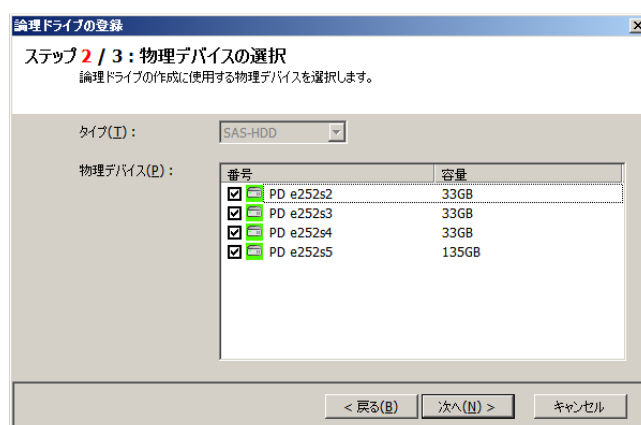 論理ドライブの登録
ステップ 2 / 3 : 物理デバイスの選択
論理ドライブの作成に使用する物理デバイスを選択します。
タイプ(T) : SAS-HDD
物理デバイス(P) : 番号 容量
PD e252s2 33GB
PD e252s3 33GB
PD e252s4 33GB
PD e252s5 135GB
< 戻る(B) 次へ(N) > キャンセル